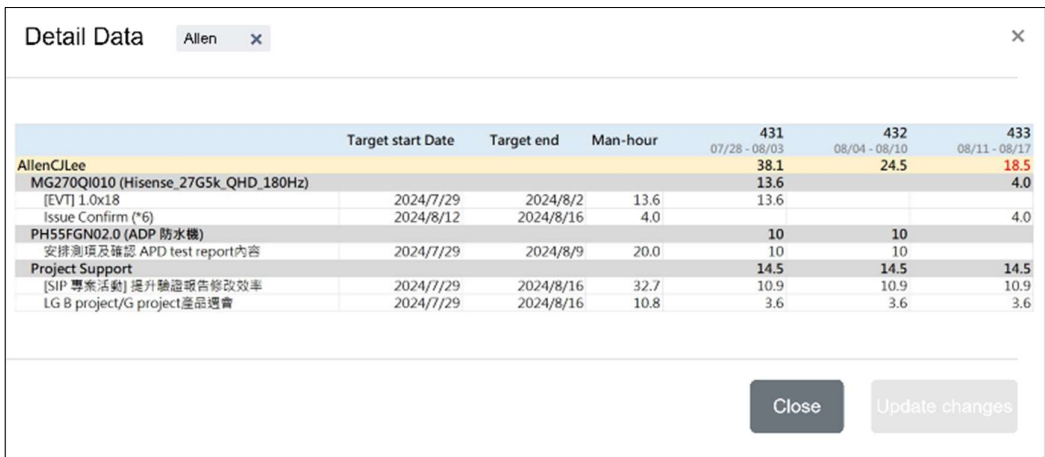 Detail Data Allen ×
×
Target start Date Target end Man-hour 431 432 433
07/28 - 08/03 08/04 - 08/10 08/11 - 08/17
AllenCJLee 38.1 24.5 18.5
MG270QI010 (Hisense_27G5k_QHD_180Hz) 13.6 4.0
[EVT] 1.0x18 2024/7/29 2024/8/2 13.6 13.6
Issue Confirm (*6) 2024/8/12 2024/8/16 4.0 4.0
PH55FGN02.0 (ADP 防水機) 10 10
安排測項及確認 APD test report內容 2024/7/29 2024/8/9 20.0 10 10
Project Support 14.5 14.5 14.5
[SIP 專案活動] 提升驗證報告修改效率 2024/7/29 2024/8/16 32.7 10.9 10.9 10.9
LG B project/G project產品週會 2024/7/29 2024/8/16 10.8 3.6 3.6 3.6
Close Update changes